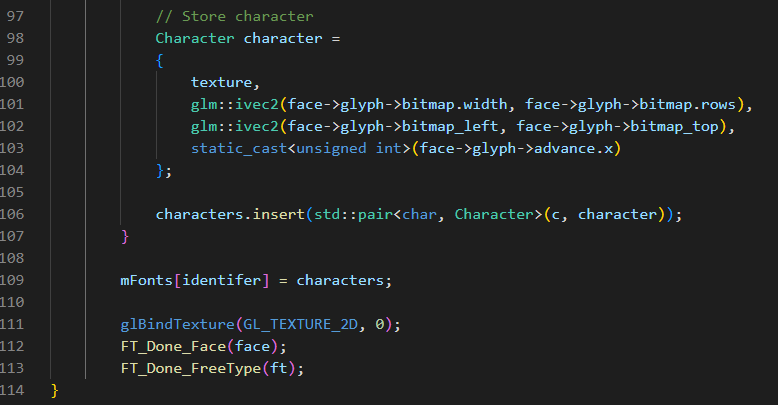 97 // Store character
98 Character character =
99 {
100 texture,
101 glm::ivec2(face->glyph->bitmap.width, face->glyph->bitmap.rows),
102 glm::ivec2(face->glyph->bitmap_left, face->glyph->bitmap_top),
103 static_cast<unsigned int>(face->glyph->advance.x)
104 };
105
106 characters.insert(std::pair<char, Character>(c, character));
107 }
108
109 mFonts[identifer] = characters;
110
111 glBindTexture(GL_TEXTURE_2D, 0);
112 FT_Done_Face(face);
113 FT_Done_FreeType(ft);
114 }